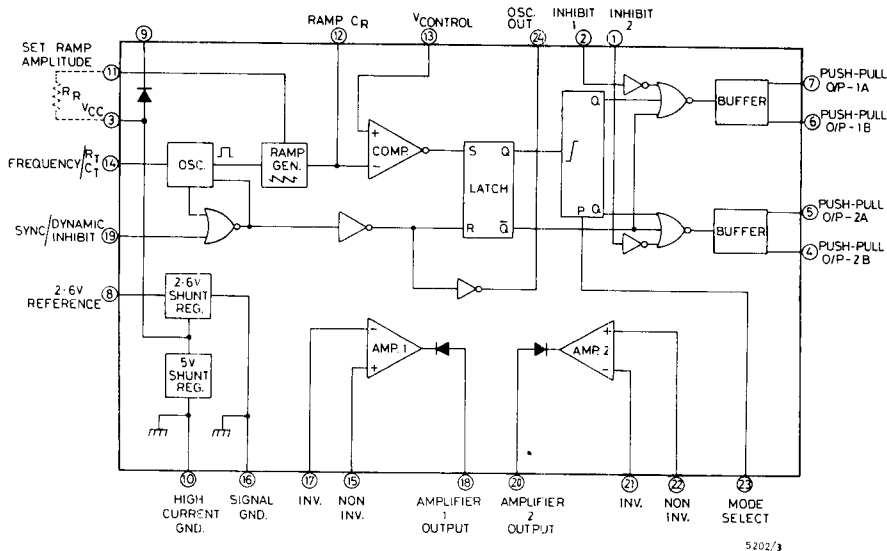 RAMP CR
VCONTROL
OSC. OUT
INHIBIT 1
INHIBIT 2
9
12
13
24
2
1
SET RAMP
AMPLITUDE
11
RR
VCC
3
FREQUENCY/RT CT
14
OSC.
RAMP GEN.
+
-
COMP.
S Q
LATCH
R Q̅
Q
P Q
BUFFER
7 PUSH-PULL
O/P-1A
6 PUSH-PULL
O/P-1B
BUFFER
5 PUSH-PULL
O/P-2A
4 PUSH-PULL
O/P-2B
SYNC/DYNAMIC
INHIBIT
19
2·6V
REFERENCE
8
2·6V
SHUNT
REG.
5V
SHUNT
REG.
-
AMP. 1
+
+
AMP. 2
-
10
16
17
15
18
20
21
22
23
HIGH
CURRENT
GND.
SIGNAL
GND.
INV.
NON
INV.
AMPLIFIER
1
OUTPUT
AMPLIFIER
2
OUTPUT
INV.
NON
INV.
MODE
SELECT
5202/3